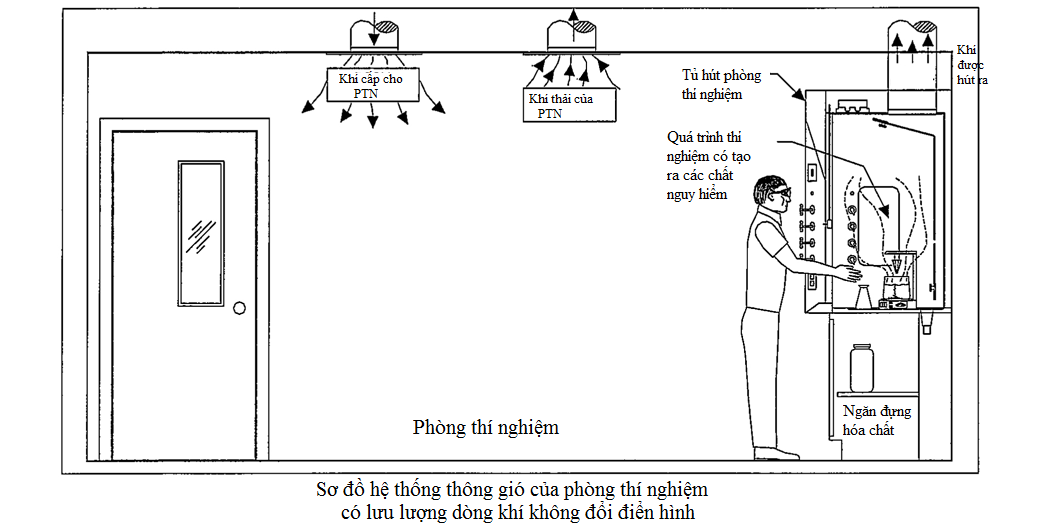 Khí cấp cho
PTN
Khí thải của
PTN
Tủ hút phòng
thí nghiệm
Khí
được
hút ra
Quá trình thí
nghiệm có tạo
ra các chất
nguy hiểm
Ngăn đựng
hóa chất
Phòng thí nghiệm
Sơ đồ hệ thống thông gió của phòng thí nghiệm
có lưu lượng dòng khí không đổi điển hình